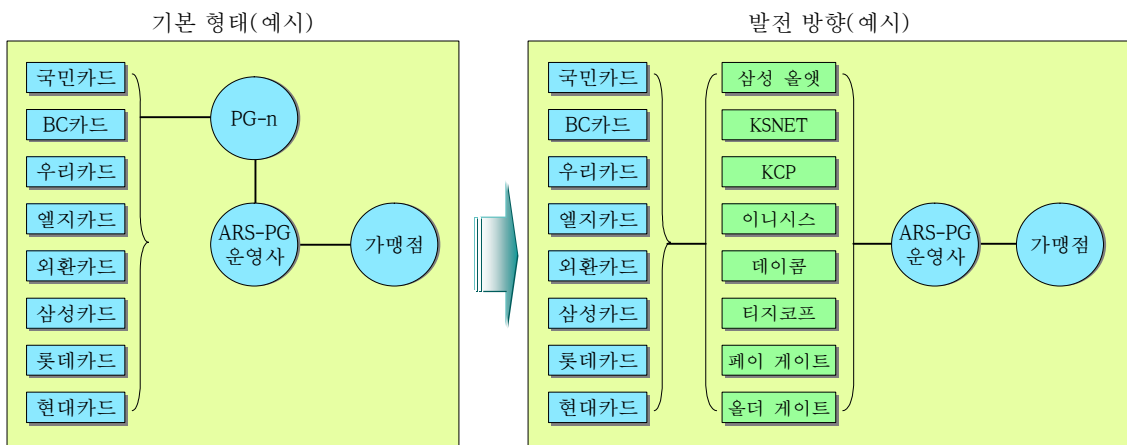 기본 형태(예시)
국민카드
BC카드
우리카드
엘지카드
외환카드
삼성카드
롯데카드
현대카드
PG-n
ARS-PG
운영사
가맹점
발전 방향(예시)
국민카드
BC카드
우리카드
엘지카드
외환카드
삼성카드
롯데카드
현대카드
삼성 올앳
KSNET
KCP
이니시스
데이콤
티지코프
페이 게이트
올더 게이트
ARS-PG
운영사
가맹점